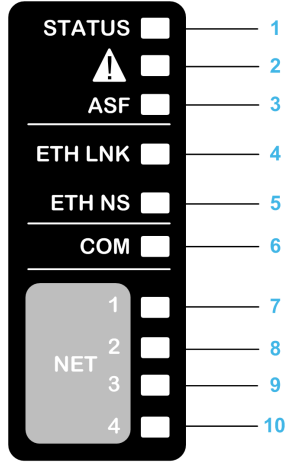 STATUS 1
! 2
ASF 3
ETH LNK 4
ETH NS 5
COM 6
NET
1 7
2 8
3 9
4 10